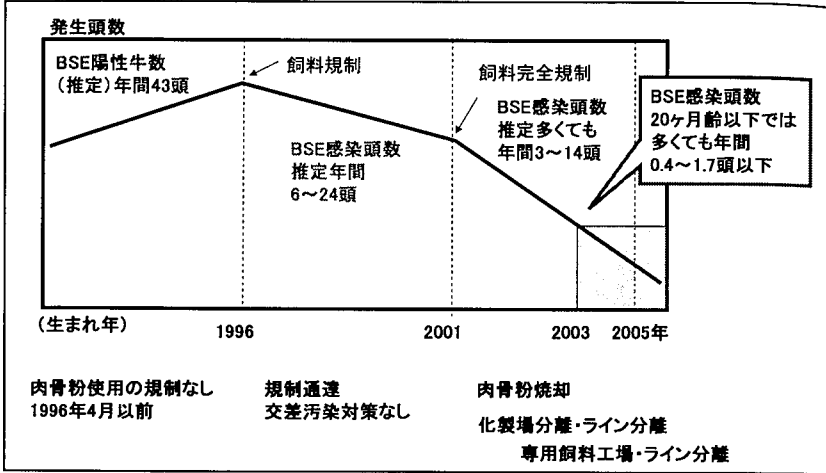 発生頭数
BSE陽性牛数
(推定)年間43頭
飼料規制
飼料完全規制
BSE感染頭数
推定年間
6～24頭
BSE感染頭数
推定多くても
年間3～14頭
BSE感染頭数
20ヶ月齢以下では
多くても年間
0.4～1.7頭以下
(生まれ年)
1996
2001
2003
2005年
肉骨粉使用の規制なし
1996年4月以前
規制通達
交差汚染対策なし
肉骨粉焼却
化製場分離・ライン分離
専用飼料工場・ライン分離